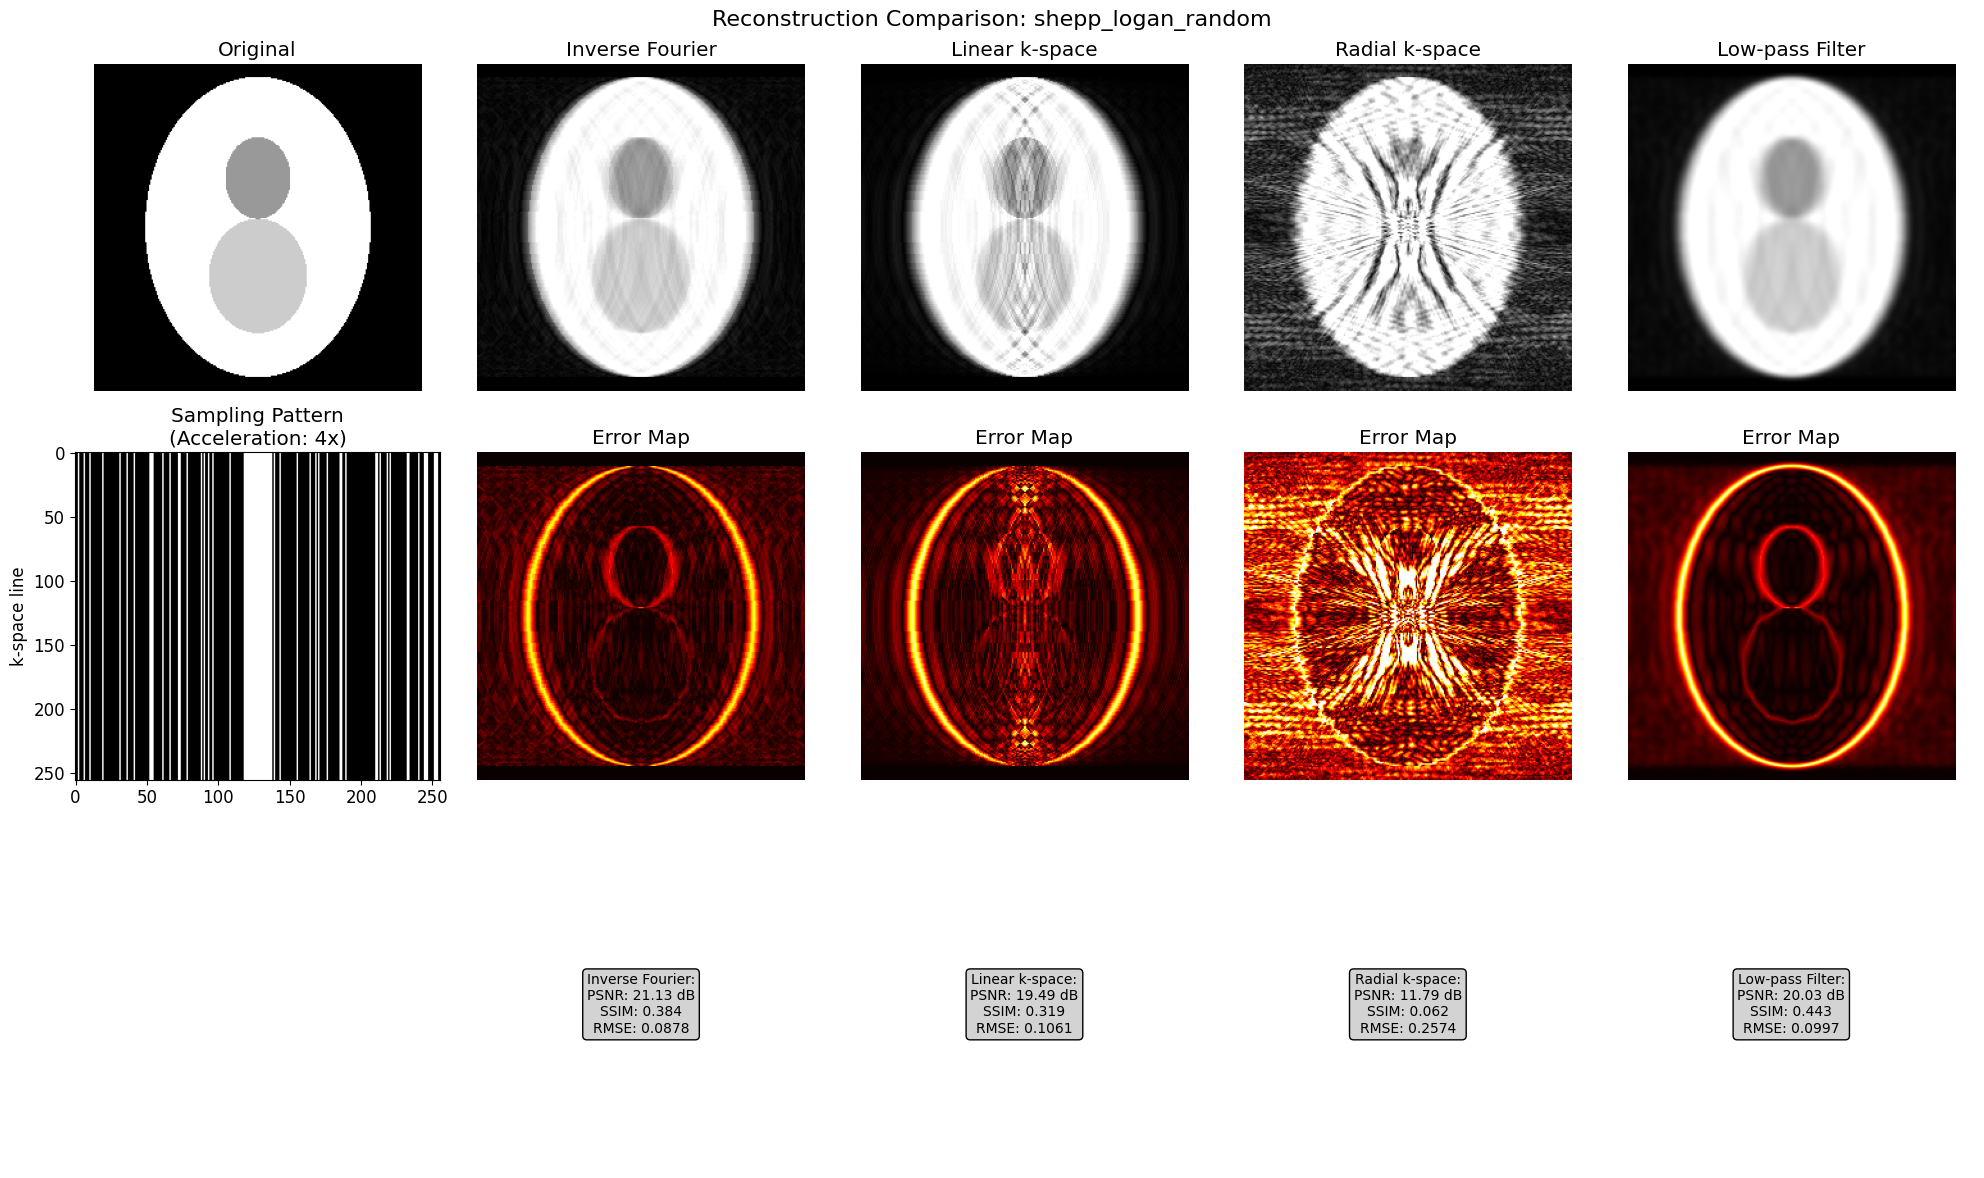 Reconstruction Comparison: shepp_logan_random
Original
Inverse Fourier
Linear k-space
Radial k-space
Low-pass Filter
Sampling Pattern
(Acceleration: 4x)
Error Map
Error Map
Error Map
Error Map
k-space line
0
50
100
150
200
250
0
50
100
150
200
250
Inverse Fourier:
PSNR: 21.13 dB
SSIM: 0.384
RMSE: 0.0878
Linear k-space:
PSNR: 19.49 dB
SSIM: 0.319
RMSE: 0.1061
Radial k-space:
PSNR: 11.79 dB
SSIM: 0.062
RMSE: 0.2574
Low-pass Filter:
PSNR: 20.03 dB
SSIM: 0.443
RMSE: 0.0997